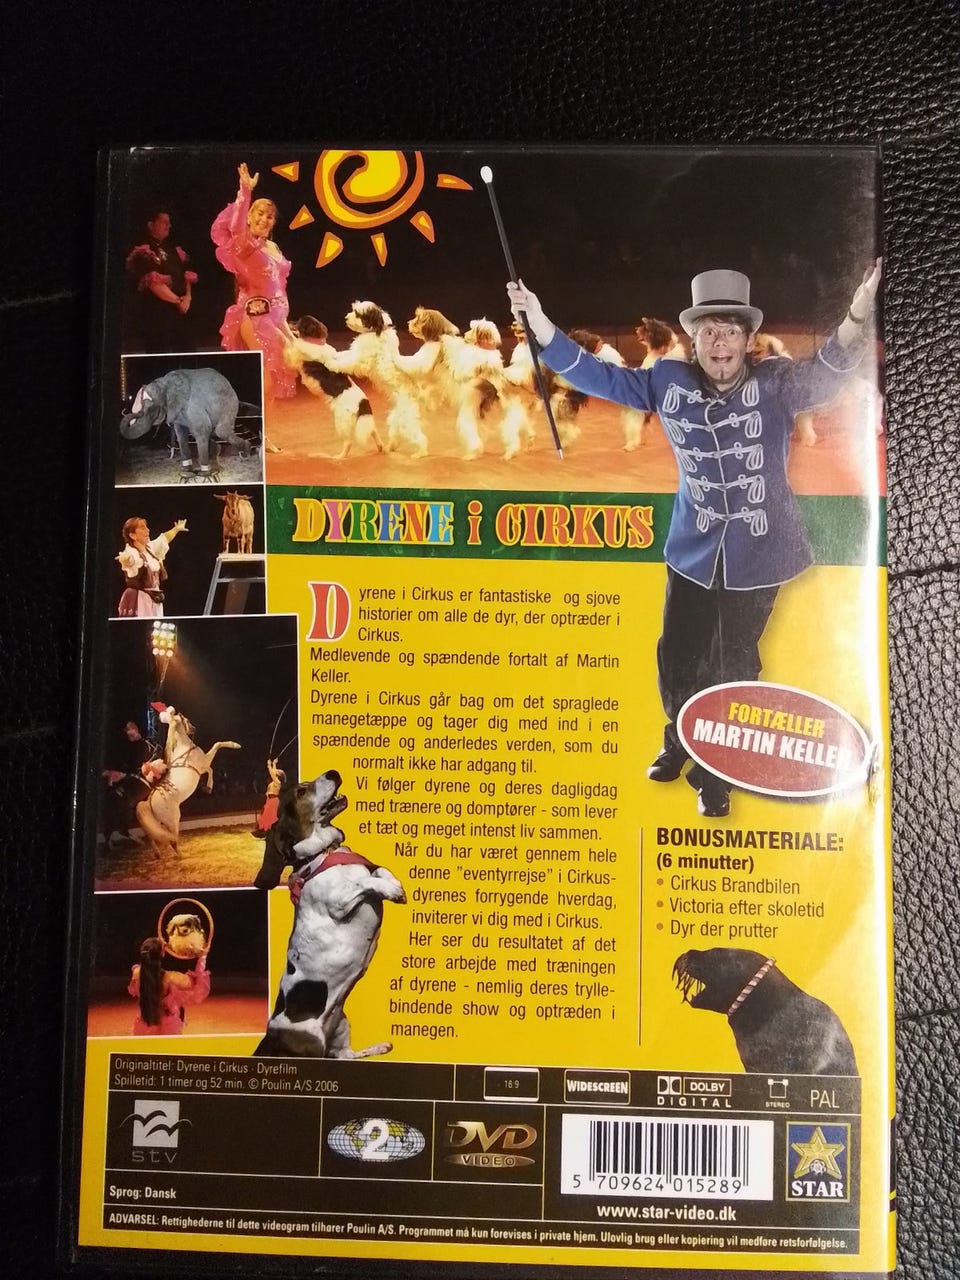 DYRENE i CIRKUS
Dyrene i Cirkus er fantastiske og sjove
historier om alle de dyr, der optræder i
Cirkus.
Medlevende og spændende fortalt af Martin
Keller.
Dyrene i Cirkus går bag om det spraglede
manegetæppe og tager dig med ind i en
spændende og anderledes verden, som du
normalt ikke har adgang til.
Vi følger dyrene og deres dagligdag
med trænere og domptører - som lever
et tæt og meget intenst liv sammen.
Når du har været gennem hele
denne "eventyrrejse" i Cirkus-
dyrenes forrygende hverdag,
inviterer vi dig med i Cirkus.
Her ser du resultatet af det
store arbejde med træningen
af dyrene - nemlig deres trylle-
bindende show og optræden i
manegen.
FORTÆLLER
MARTIN KELLER
BONUSMATERIALE:
(6 minutter)
• Cirkus Brandbilen
• Victoria efter skoletid
• Dyr der prutter
Originaltitel: Dyrene i Cirkus - Dyrefilm
Spilletid: 1 timer og 52 min. © Poulin A/S 2006
16:9
WIDESCREEN
DOLBY
DIGITAL
STEREO
PAL
stv
2
DVD
VIDEO
5 709624 015289
STAR
www.star-video.dk
Sprog: Dansk
ADVARSEL: Rettighederne til dette videogram tilhører Poulin A/S. Programmet må kun forevises i private hjem. Ulovlig brug eller kopiering vil medføre retsforfølgelse.